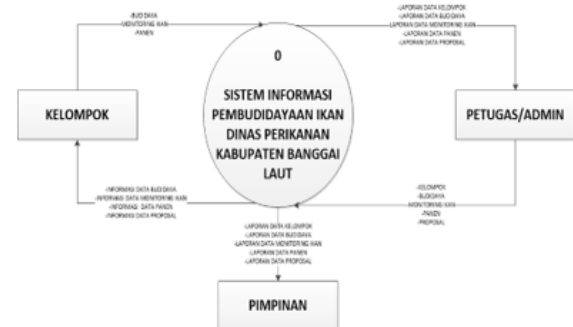 -BUDIDAYA
-MONITORING IKAN
-PANEN
-LAPORAN DATA KELOMPOK
-LAPORAN DATA BUDIDAYA
-LAPORAN DATA MONITORING IKAN
-LAPORAN DATA PANEN
-LAPORAN DATA PROPOSAL
0
SISTEM INFORMASI
PEMBUDIDAYAAN IKAN
DINAS PERIKANAN
KABUPATEN BANGGAI
LAUT
KELOMPOK
PETUGAS/ADMIN
-INFORMASI DATA BUDIDAYA
-INFORMASI DATA MONITORING IKAN
-INFORMASI DATA PANEN
-INFORMASI DATA PROPOSAL
-KELOMPOK
-BUDIDAYA
-MONITORING IKAN
-PANEN
-PROPOSAL
-LAPORAN DATA KELOMPOK
-LAPORAN DATA BUDIDAYA
-LAPORAN DATA MONITORING IKAN
-LAPORAN DATA PANEN
-LAPORAN DATA PROPOSAL
PIMPINAN